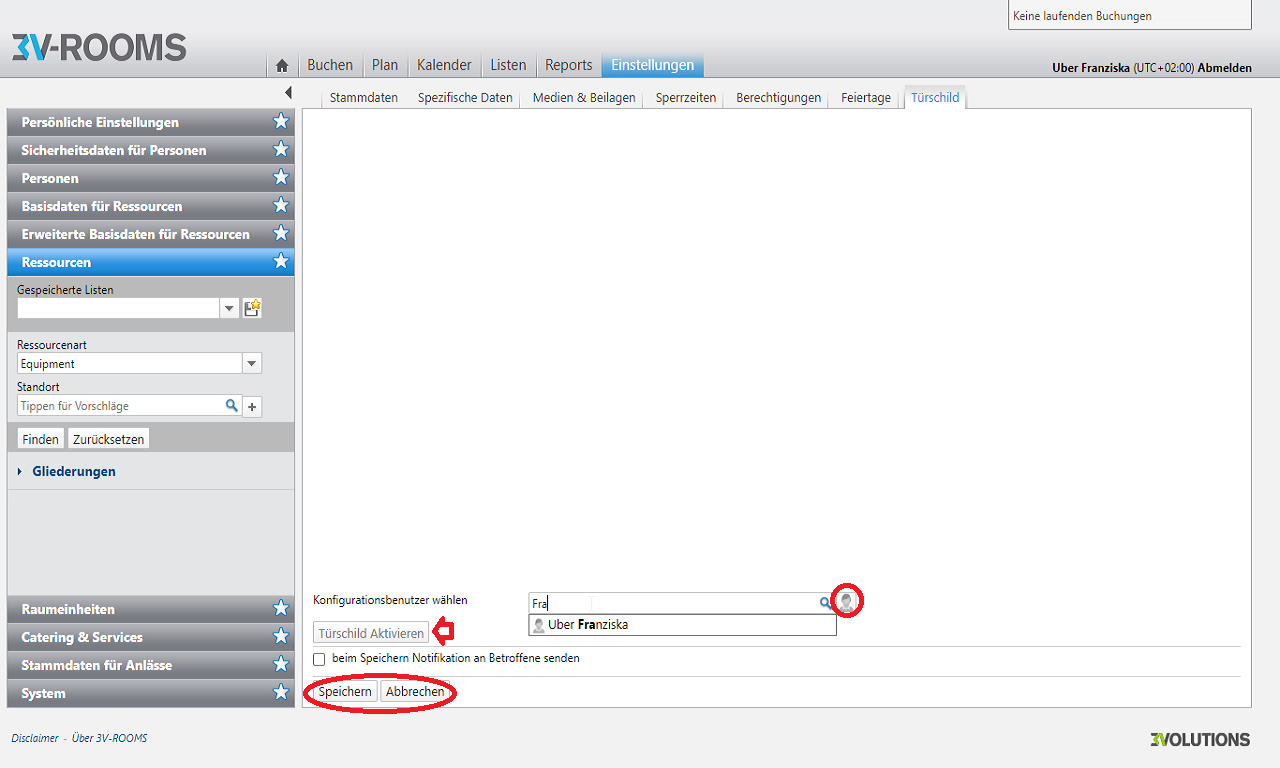 Keine laufenden Buchungen
3V-ROOMS
Buchen Plan Kalender Listen Reports Einstellungen
Uber Franziska (UTC+02:00) Abmelden
Stammdaten Spezifische Daten Medien & Beilagen Sperrzeiten Berechtigungen Feiertage Türschild
Persönliche Einstellungen
Sicherheitsdaten für Personen
Personen
Basisdaten für Ressourcen
Erweiterte Basisdaten für Ressourcen
Ressourcen
Gespeicherte Listen
Ressourcenart
Equipment
Standort
Tippen für Vorschläge
Finden Zurücksetzen
Gliederungen
Raumeinheiten
Catering & Services
Stammdaten für Anlässe
System
Konfigurationsbenutzer wählen
Fra
Uber Franziska
Türschild Aktivieren
beim Speichern Notifikation an Betroffene senden
Speichern Abbrechen
Disclaimer - Über 3V-ROOMS
3VOLUTIONS